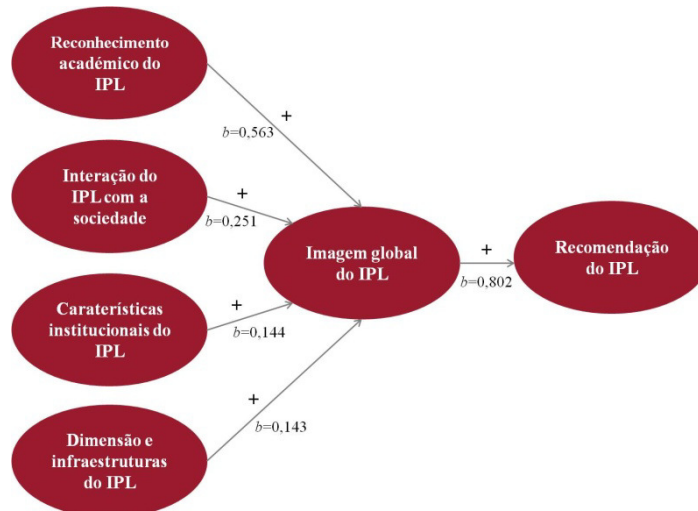 Reconhecimento
académico do
IPL
+
b=0,563
Interação do
IPL com a
sociedade
+
b=0,251
Caraterísticas
institucionais do
IPL
+
b=0,144
Dimensão e
infraestruturas
do IPL
+
b=0,143
Imagem global
do IPL
+
b=0,802
Recomendação
do IPL